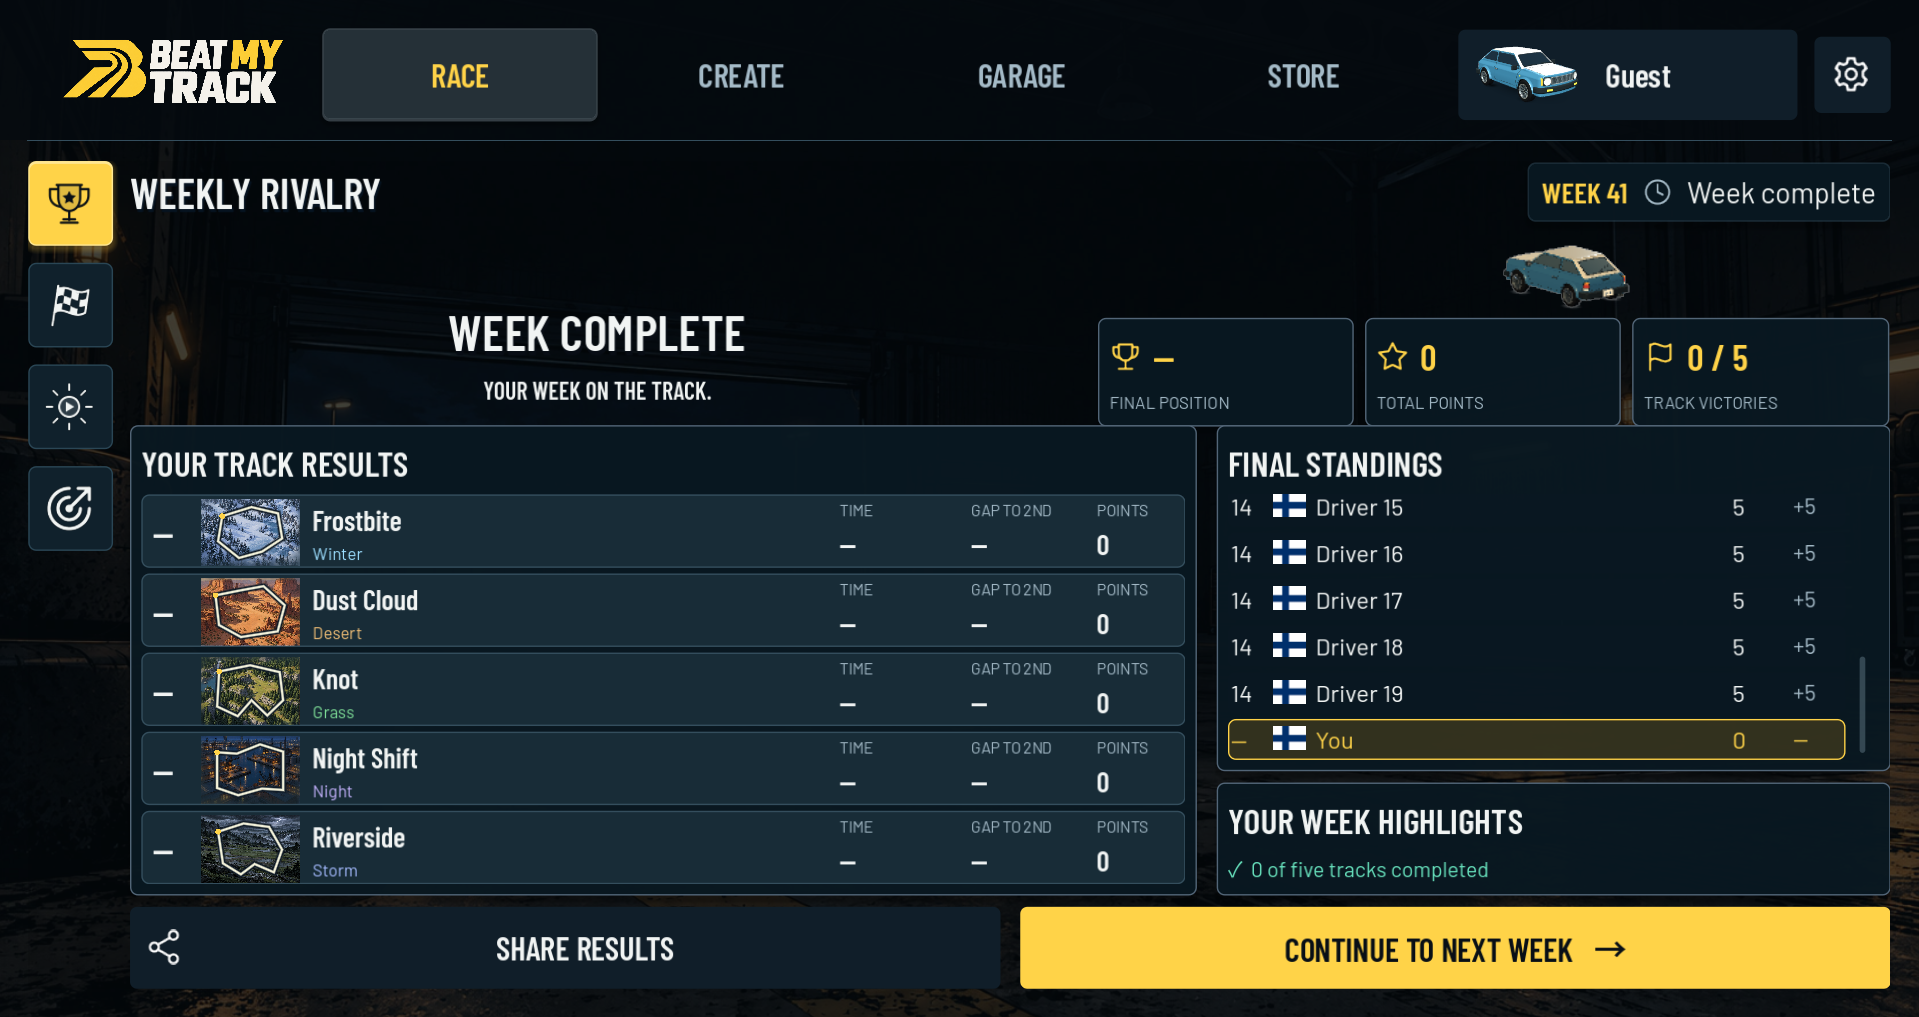 BEAT MY TRACK
RACE
CREATE
GARAGE
STORE
Guest
WEEKLY RIVALRY
WEEK 41 Week complete
WEEK COMPLETE
YOUR WEEK ON THE TRACK.
–
FINAL POSITION
0
TOTAL POINTS
0 / 5
TRACK VICTORIES
YOUR TRACK RESULTS
– Frostbite
Winter
TIME GAP TO 2ND POINTS
– – 0
– Dust Cloud
Desert
TIME GAP TO 2ND POINTS
– – 0
– Knot
Grass
TIME GAP TO 2ND POINTS
– – 0
– Night Shift
Night
TIME GAP TO 2ND POINTS
– – 0
– Riverside
Storm
TIME GAP TO 2ND POINTS
– – 0
FINAL STANDINGS
14 Driver 15 5 +5
14 Driver 16 5 +5
14 Driver 17 5 +5
14 Driver 18 5 +5
14 Driver 19 5 +5
– You 0 –
YOUR WEEK HIGHLIGHTS
✓ 0 of five tracks completed
SHARE RESULTS
CONTINUE TO NEXT WEEK →